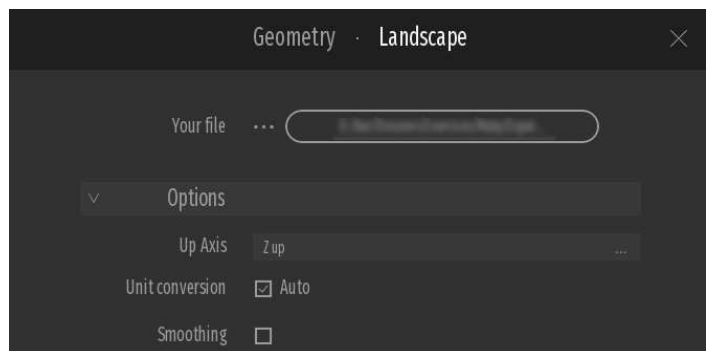 Geometry · Landscape
Your file ...
Options
Up Axis Z up ...
Unit conversion Auto
Smoothing